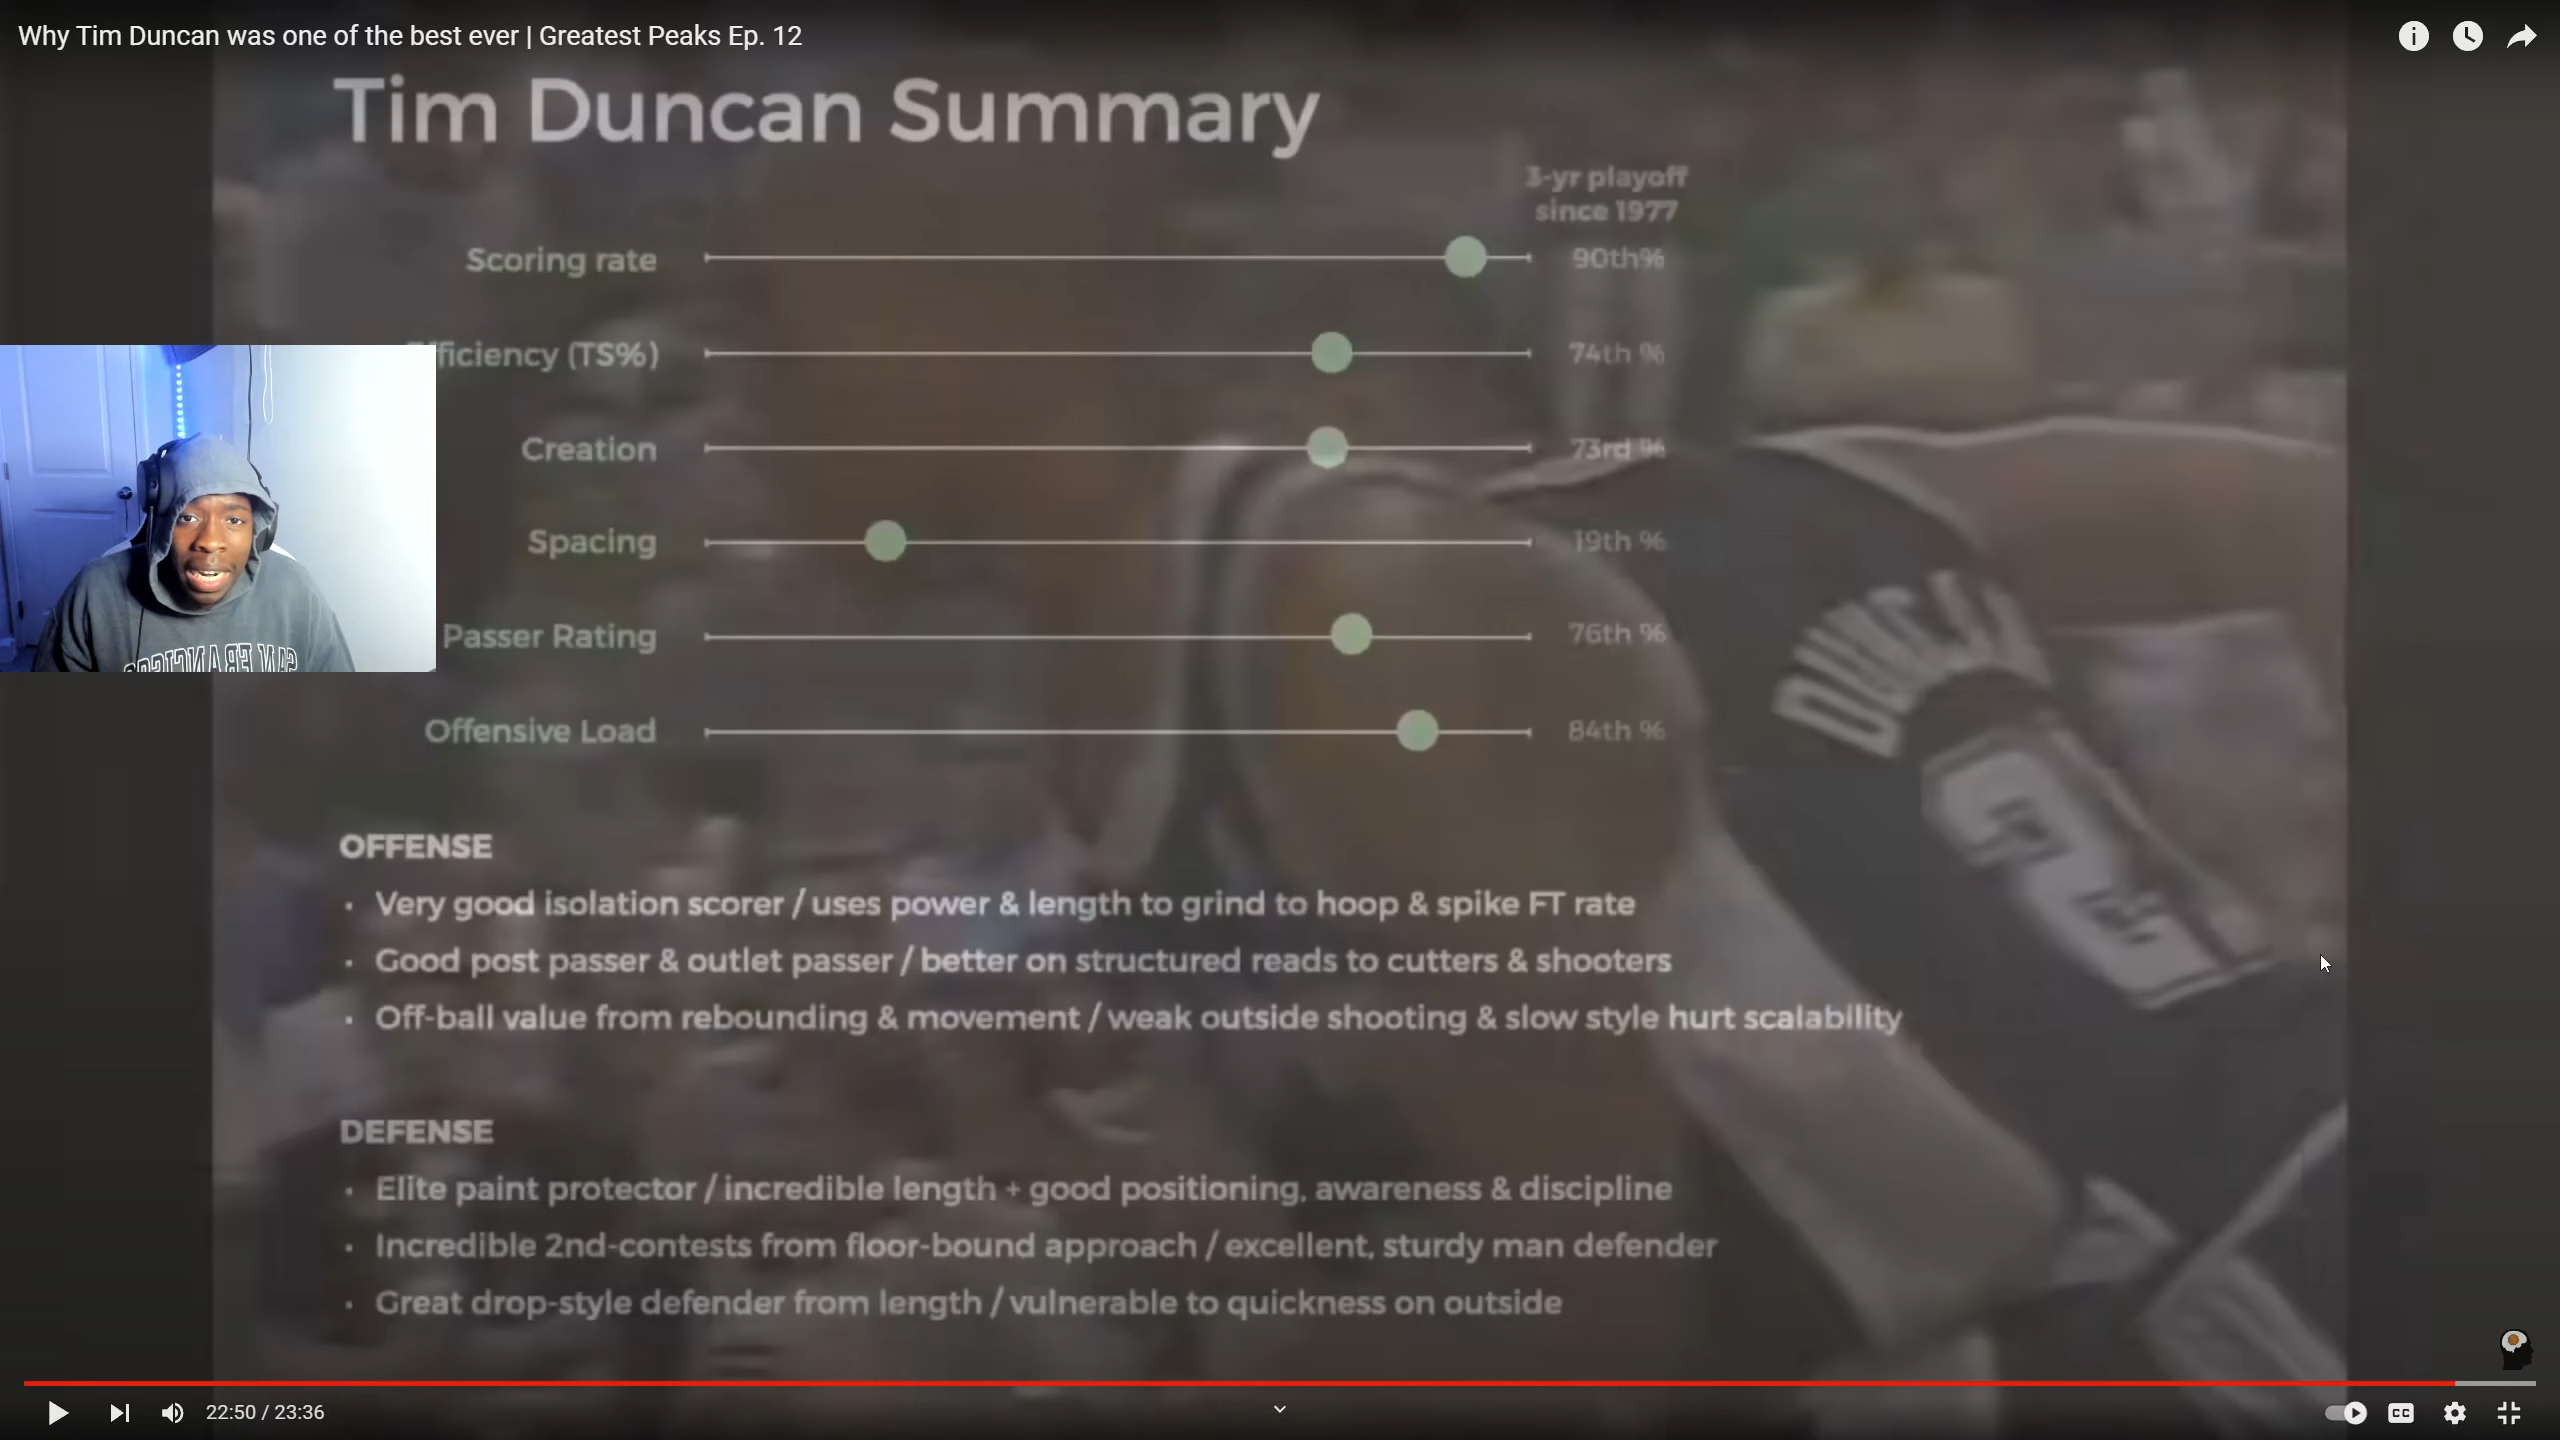 Why Tim Duncan was one of the best ever | Greatest Peaks Ep. 12
Tim Duncan Summary
3-yr playoff
since 1977
Scoring rate 90th%
fficiency (TS%) 74th %
Creation 73rd %
Spacing 19th %
Passer Rating 76th %
Offensive Load 84th %
OFFENSE
· Very good isolation scorer / uses power & length to grind to hoop & spike FT rate
· Good post passer & outlet passer / better on structured reads to cutters & shooters
· Off-ball value from rebounding & movement / weak outside shooting & slow style hurt scalability
DEFENSE
· Elite paint protector / incredible length + good positioning, awareness & discipline
· Incredible 2nd-contests from floor-bound approach / excellent, sturdy man defender
· Great drop-style defender from length / vulnerable to quickness on outside
22:50 / 23:36
CC